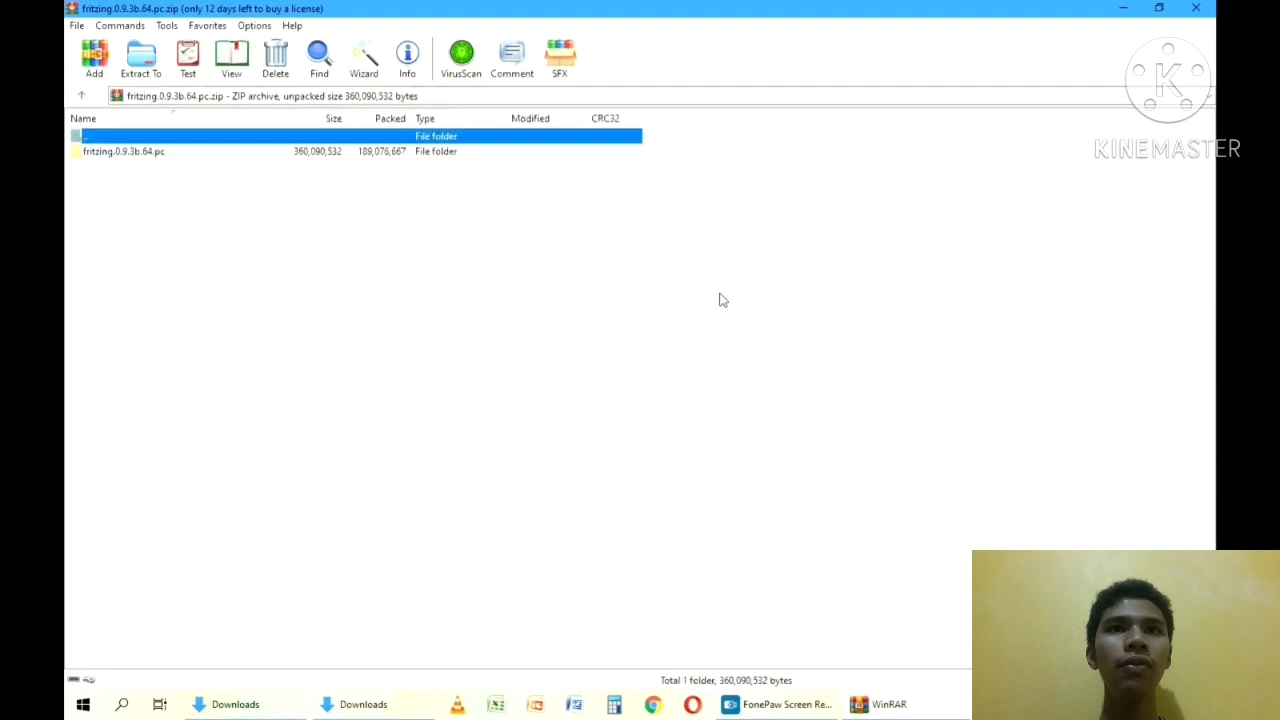 fritzing.0.9.3b.64.pc.zip (only 12 days left to buy a license)
File Commands Tools Favorites Options Help
Add Extract To Test View Delete Find Wizard Info VirusScan Comment SFX
fritzing.0.9.3b.64.pc.zip - ZIP archive, unpacked size 360,090,532 bytes
Name Size Packed Type Modified CRC32
.. File folder
fritzing.0.9.3b.64.pc 360,090,532 189,076,667 File folder
K
KINEMASTER
Total 1 folder, 360,090,532 bytes
Downloads Downloads FonePaw Screen Re... WinRAR